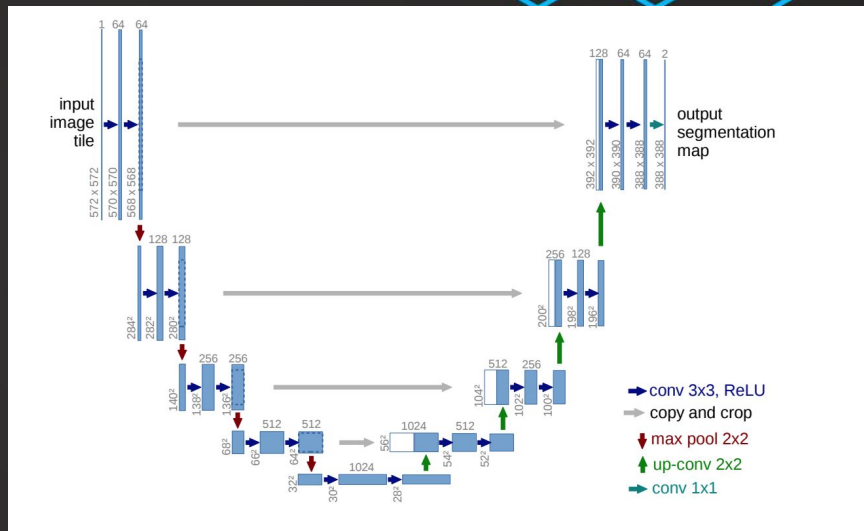 1 64 64
128 64 64 2
input
image
tile
output
segmentation
map
572 x 572
570 x 570
568 x 568
392 x 392
390 x 390
388 x 388
388 x 388
128 128
256 128
284²
282²
280²
200²
198²
196²
256 256
512 256
140²
138²
136²
104²
102²
100²
512 512
1024 512
68²
66²
64²
56²
54²
52²
1024
32²
30²
28²
conv 3x3, ReLU
copy and crop
max pool 2x2
up-conv 2x2
conv 1x1